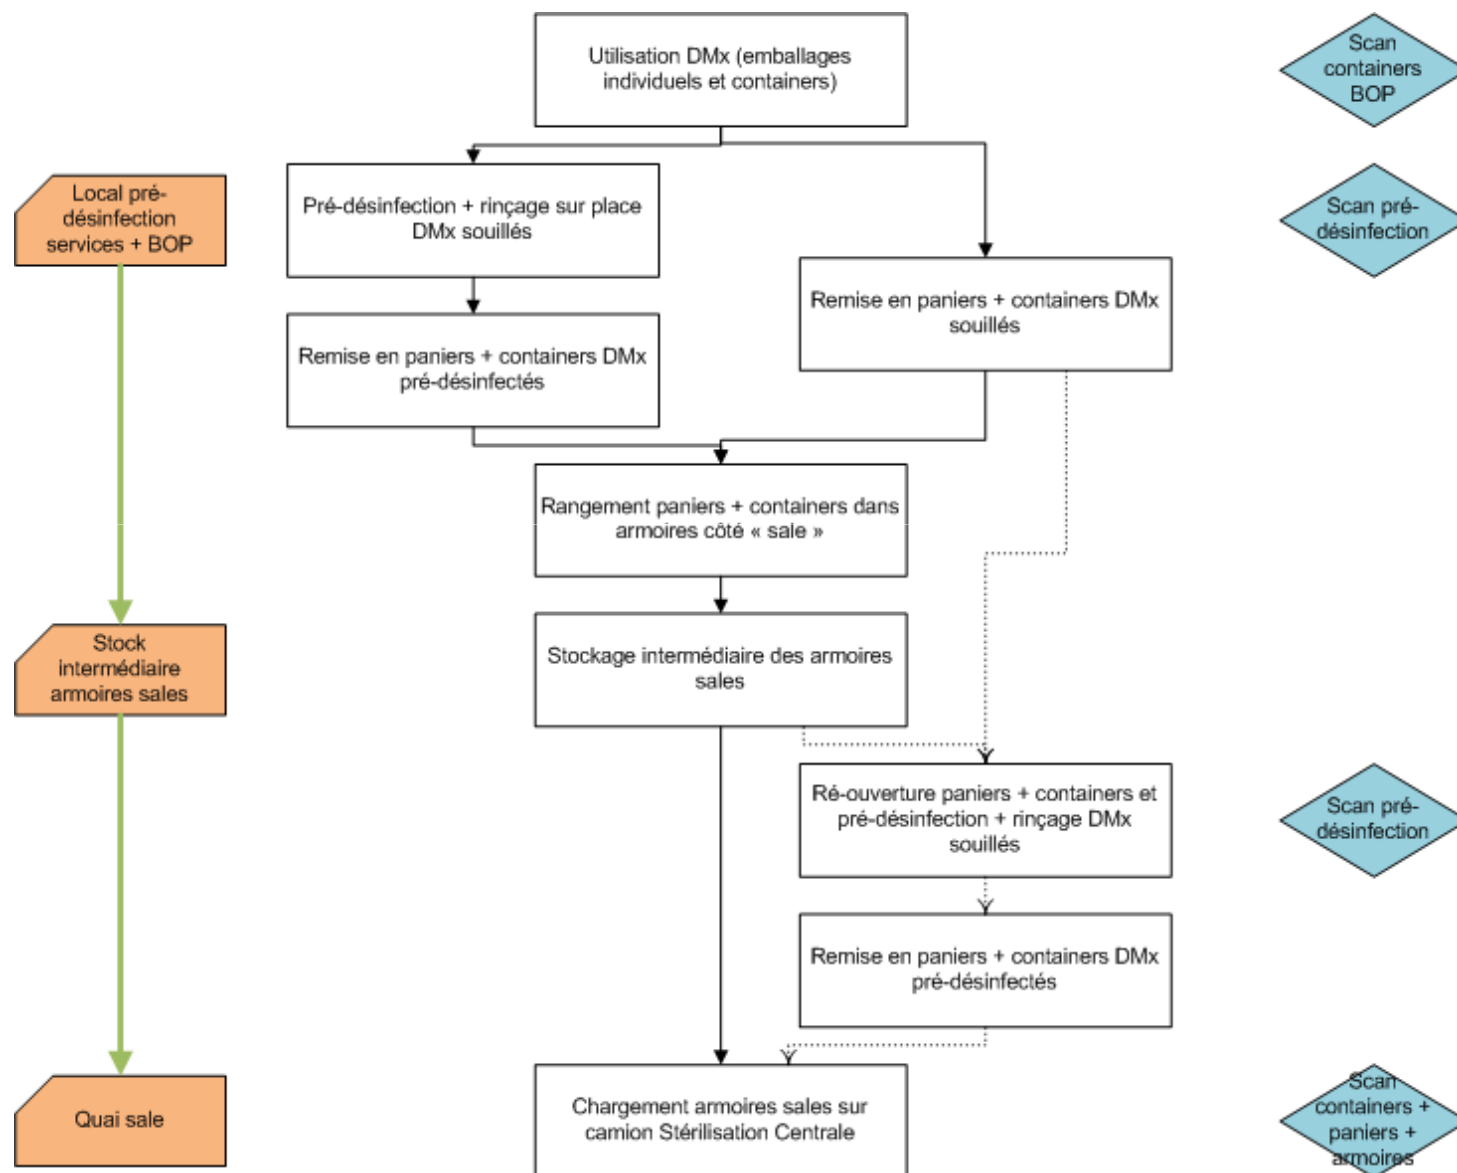 Utilisation DMx (emballages
individuels et containers)
Scan
containers
BOP
Local pré-
désinfection
services + BOP
Pré-désinfection + rinçage sur place
DMx souillés
Scan pré-
désinfection
Remise en paniers + containers DMx
souillés
Remise en paniers + containers DMx
pré-désinfectés
Rangement paniers + containers dans
armoires côté « sale »
Stock
intermédiaire
armoires sales
Stockage intermédiaire des armoires
sales
Ré-ouverture paniers + containers et
pré-désinfection + rinçage DMx
souillés
Scan pré-
désinfection
Remise en paniers + containers DMx
pré-désinfectés
Quai sale
Chargement armoires sales sur
camion Stérilisation Centrale
Scan
containers +
paniers +
armoires